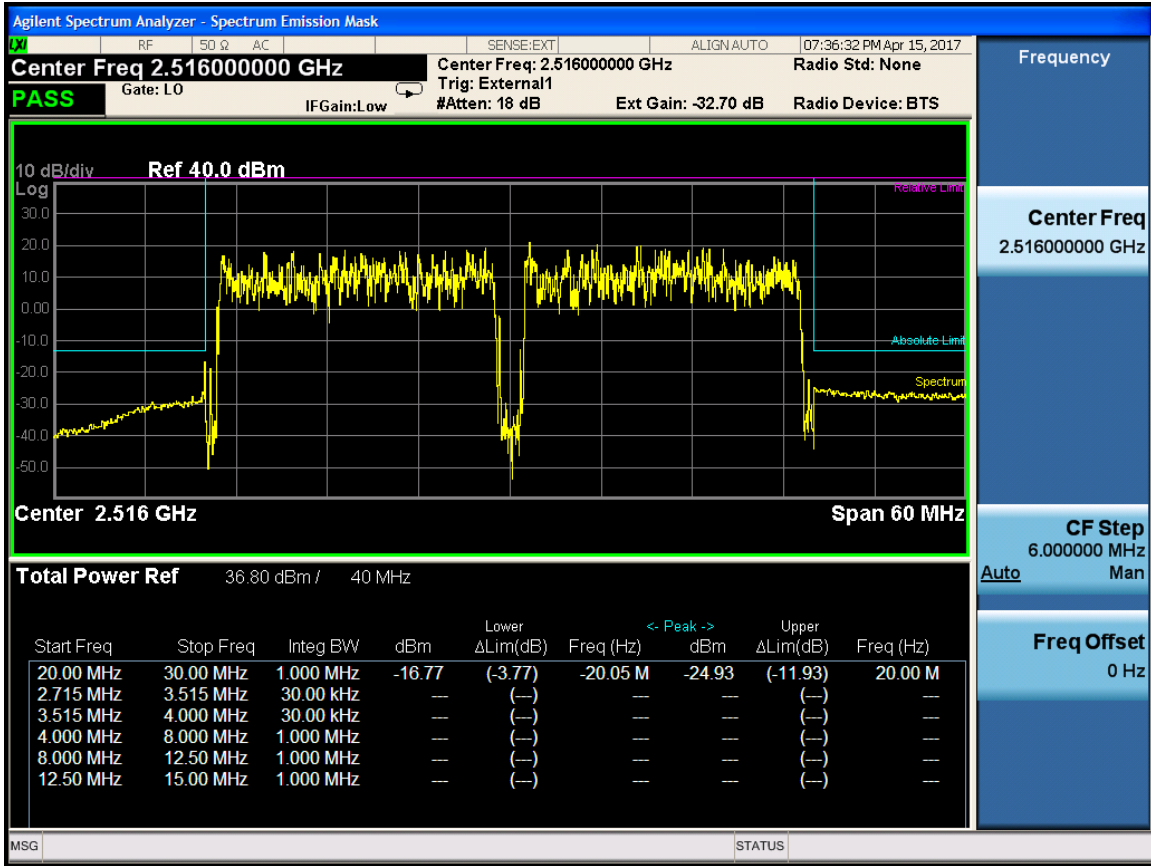 Agilent Spectrum Analyzer - Spectrum Emission Mask
LXI RF 50 Ω AC SENSE:EXT ALIGN AUTO 07:36:32 PM Apr 15, 2017
Center Freq 2.516000000 GHz
Center Freq: 2.516000000 GHz Radio Std: None
Gate: LO Trig: External1
PASS IFGain:Low #Atten: 18 dB Ext Gain: -32.70 dB Radio Device: BTS
10 dB/div Ref 40.0 dBm
Log
Relative Limit
30.0
20.0
10.0
0.00
-10.0
Absolute Limit
-20.0
Spectrum
-30.0
-40.0
-50.0
Center 2.516 GHz Span 60 MHz
Total Power Ref 36.80 dBm / 40 MHz
Lower <- Peak -> Upper
Start Freq Stop Freq Integ BW dBm ΔLim(dB) Freq (Hz) dBm ΔLim(dB) Freq (Hz)
20.00 MHz 30.00 MHz 1.000 MHz -16.77 (-3.77) -20.05 M -24.93 (-11.93) 20.00 M
2.715 MHz 3.515 MHz 30.00 kHz --- (---) --- --- (---) ---
3.515 MHz 4.000 MHz 30.00 kHz --- (---) --- --- (---) ---
4.000 MHz 8.000 MHz 1.000 MHz --- (---) --- --- (---) ---
8.000 MHz 12.50 MHz 1.000 MHz --- (---) --- --- (---) ---
12.50 MHz 15.00 MHz 1.000 MHz --- (---) --- --- (---) ---
MSG STATUS
Frequency
Center Freq
2.516000000 GHz
CF Step
6.000000 MHz
Auto Man
Freq Offset
0 Hz